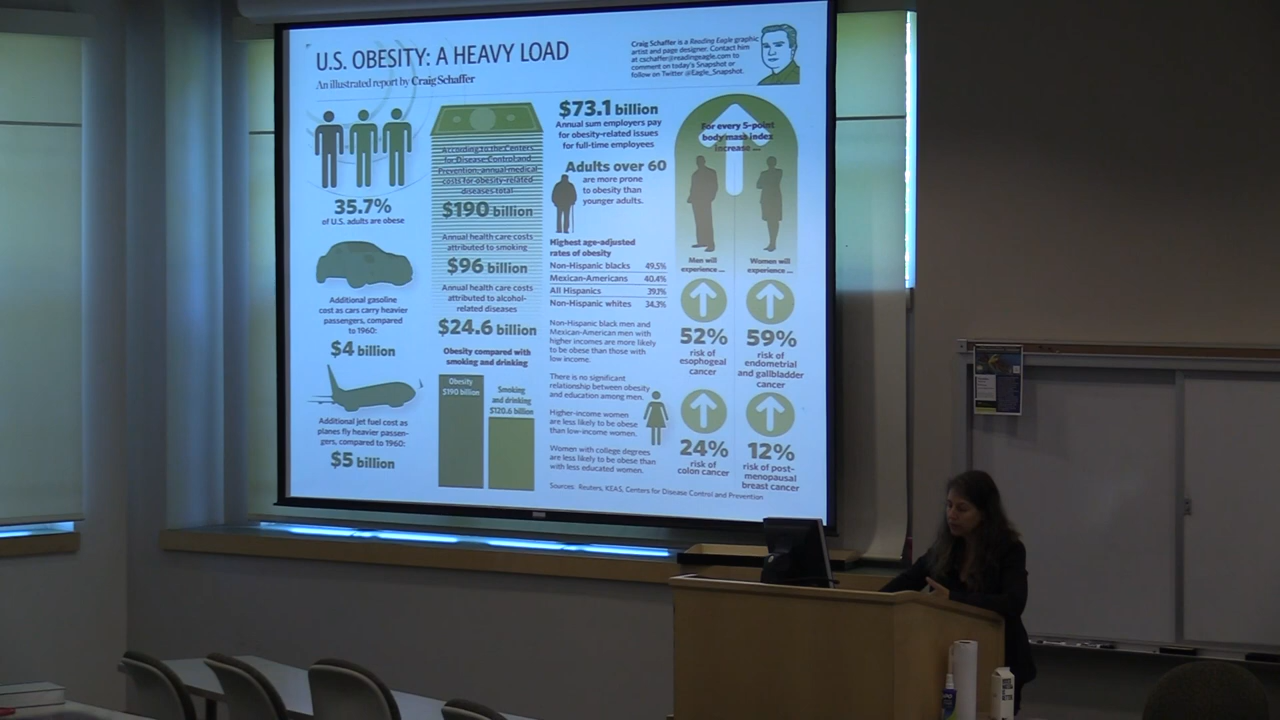 U.S. OBESITY: A HEAVY LOAD
An illustrated report by Craig Schaffer
Craig Schaffer is a Reading Eagle graphic
artist and page designer. Contact him
at cschaffer@readingeagle.com to
comment on today's Snapshot or
follow on Twitter @Eagle_Snapshot.
35.7%
of U.S. adults are obese
Additional gasoline
cost as cars carry heavier
passengers, compared
to 1960:
$4 billion
Additional jet fuel cost as
planes fly heavier passen-
gers, compared to 1960:
$5 billion
According to the Centers
for Disease Control and
Prevention, annual medical
costs for obesity-related
diseases total
$190 billion
Annual health care costs
attributed to smoking
$96 billion
Annual health care costs
attributed to alcohol-
related diseases
$24.6 billion
Obesity compared with
smoking and drinking
Obesity
$190 billion
Smoking
and drinking
$120.6 billion
$73.1 billion
Annual sum employers pay
for obesity-related issues
for full-time employees
Adults over 60
are more prone
to obesity than
younger adults.
Highest age-adjusted
rates of obesity
Non-Hispanic blacks 49.5%
Mexican-Americans 40.4%
All Hispanics 39.1%
Non-Hispanic whites 34.3%
Non-Hispanic black men and
Mexican-American men with
higher incomes are more likely
to be obese than those with
low income.
There is no significant
relationship between obesity
and education among men.
Higher-income women
are less likely to be obese
than low-income women.
Women with college degrees
are less likely to be obese than
with less educated women.
Sources: Reuters, KEAS, Centers for Disease Control and Prevention
For every 5-point
body mass index
increase ...
Men will
experience ...
52%
risk of
esophogeal
cancer
24%
risk of
colon cancer
Women will
experience ...
59%
risk of
endometrial
and gallbladder
cancer
12%
risk of post-
menopausal
breast cancer